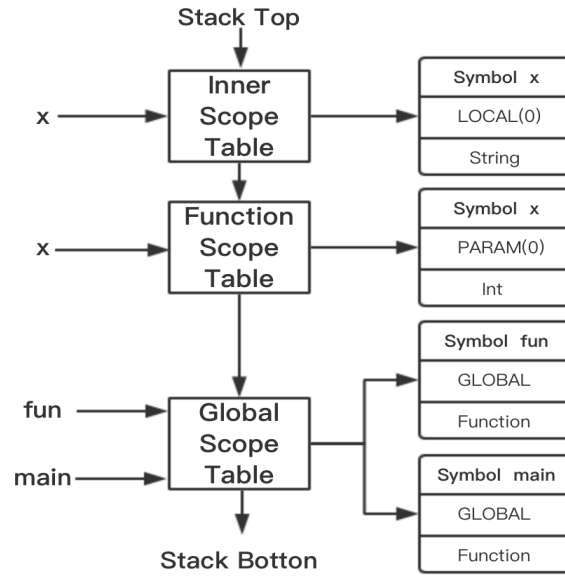 Stack Top
Inner
Scope
Table
x
Symbol x
LOCAL(0)
String
Function
Scope
Table
x
Symbol x
PARAM(0)
Int
fun
main
Global
Scope
Table
Symbol fun
GLOBAL
Function
Symbol main
GLOBAL
Function
Stack Botton